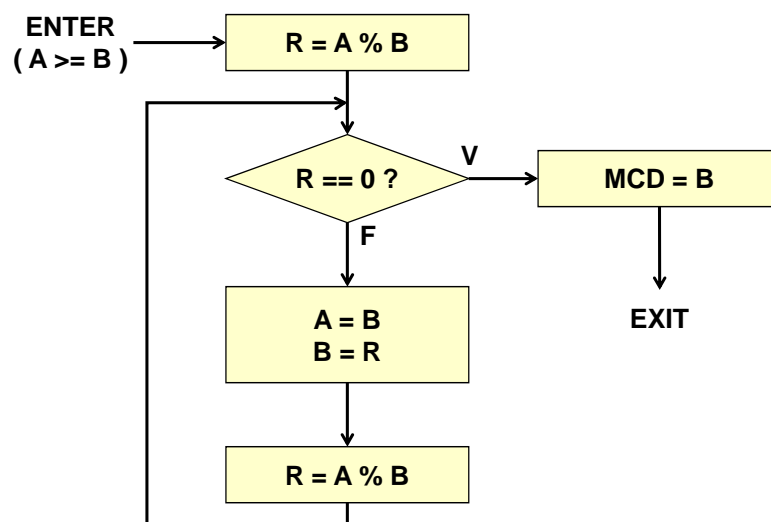 ENTER
( A >= B )
R = A % B
R == 0 ?
V
MCD = B
F
A = B
B = R
EXIT
R = A % B